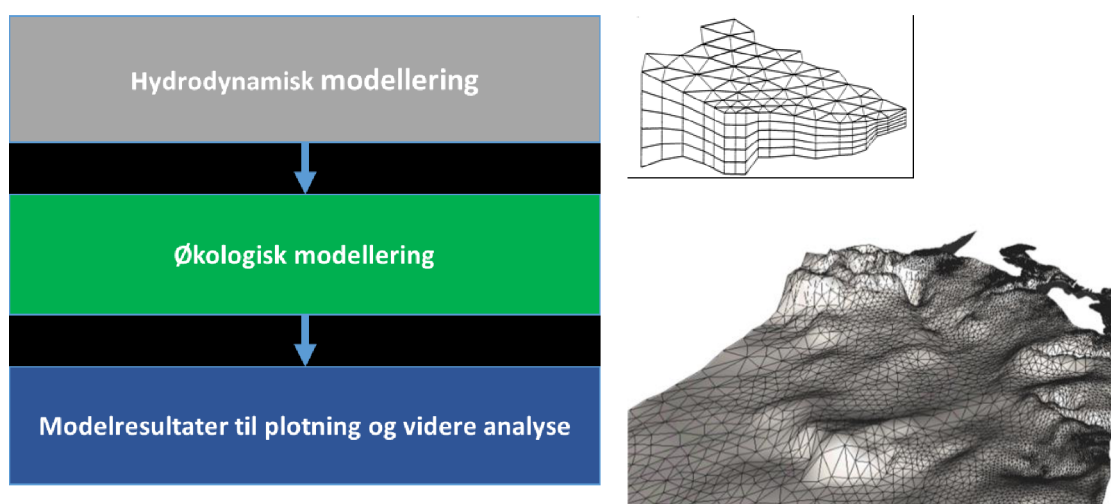 Hydrodynamisk modellering
Økologisk modellering
Modelresultater til plotning og videre analyse